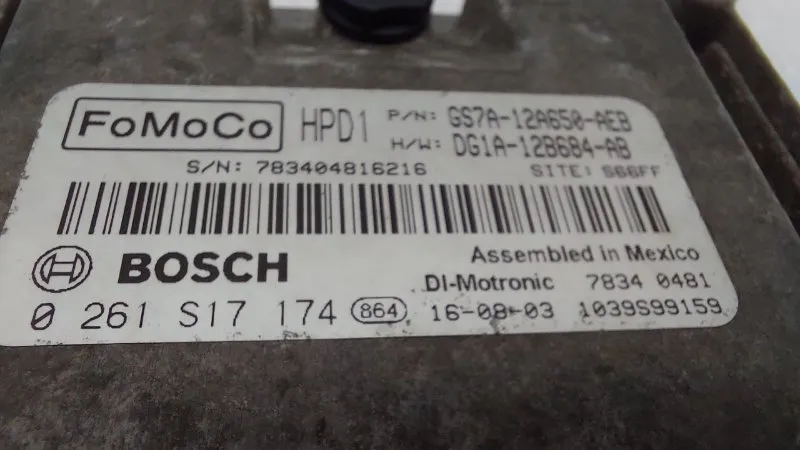 FoMoCo HPD1 P/N: GS7A-12A650-AEB
H/W: DG1A-12B684-AB
S/N: 783404816216 SITE: S66FF
BOSCH Assembled in Mexico
DI-Motronic 7834 0481
0 261 S17 174 864 16-08-03 1039S99159